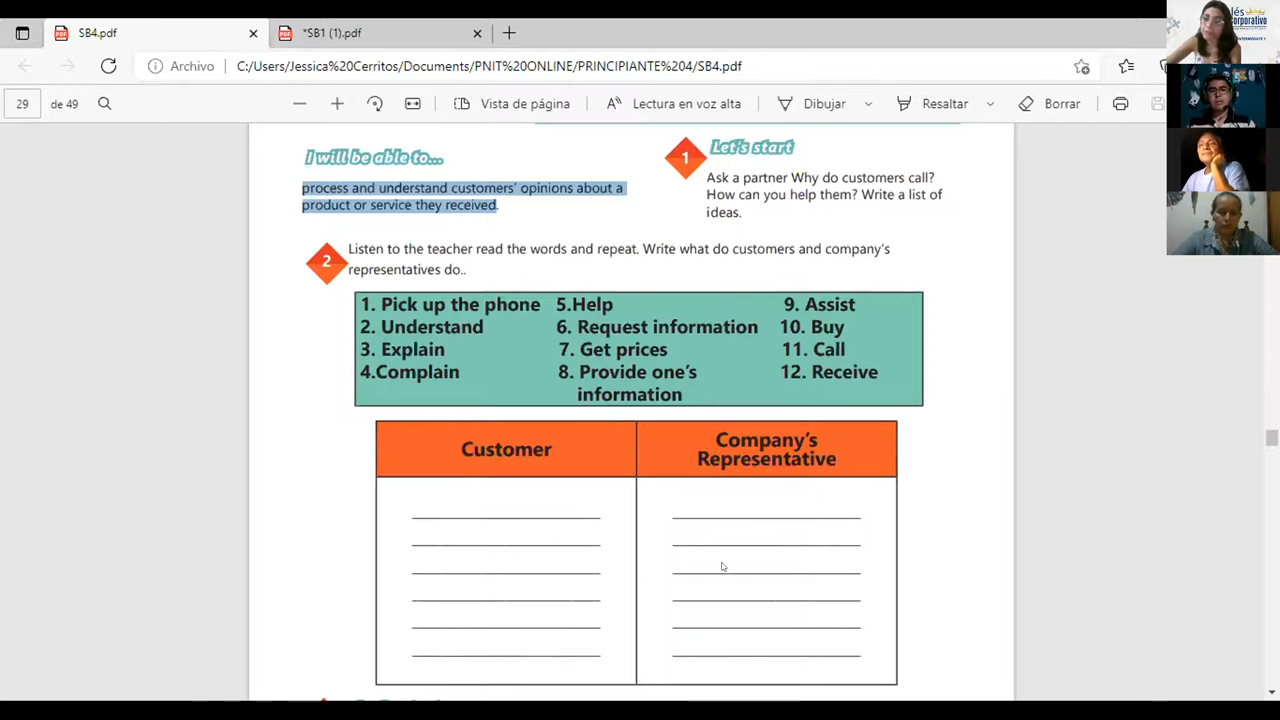 SB4.pdf
*SB1 (1).pdf
Archivo
C:/Users/Jessica%20Cerritos/Documents/PNIT%20ONLINE/PRINCIPIANTE%204/SB4.pdf
29
de 49
Vista de página
Lectura en voz alta
Dibujar
Resaltar
Borrar
lés
orporativo
I will be able to...
process and understand customers' opinions about a
product or service they received.
1
Let's start
Ask a partner Why do customers call?
How can you help them? Write a list of
ideas.
2
Listen to the teacher read the words and repeat. Write what do customers and company's
representatives do..
1. Pick up the phone
2. Understand
3. Explain
4.Complain
5.Help
6. Request information
7. Get prices
8. Provide one's
information
9. Assist
10. Buy
11. Call
12. Receive
Customer
Company's
Representative